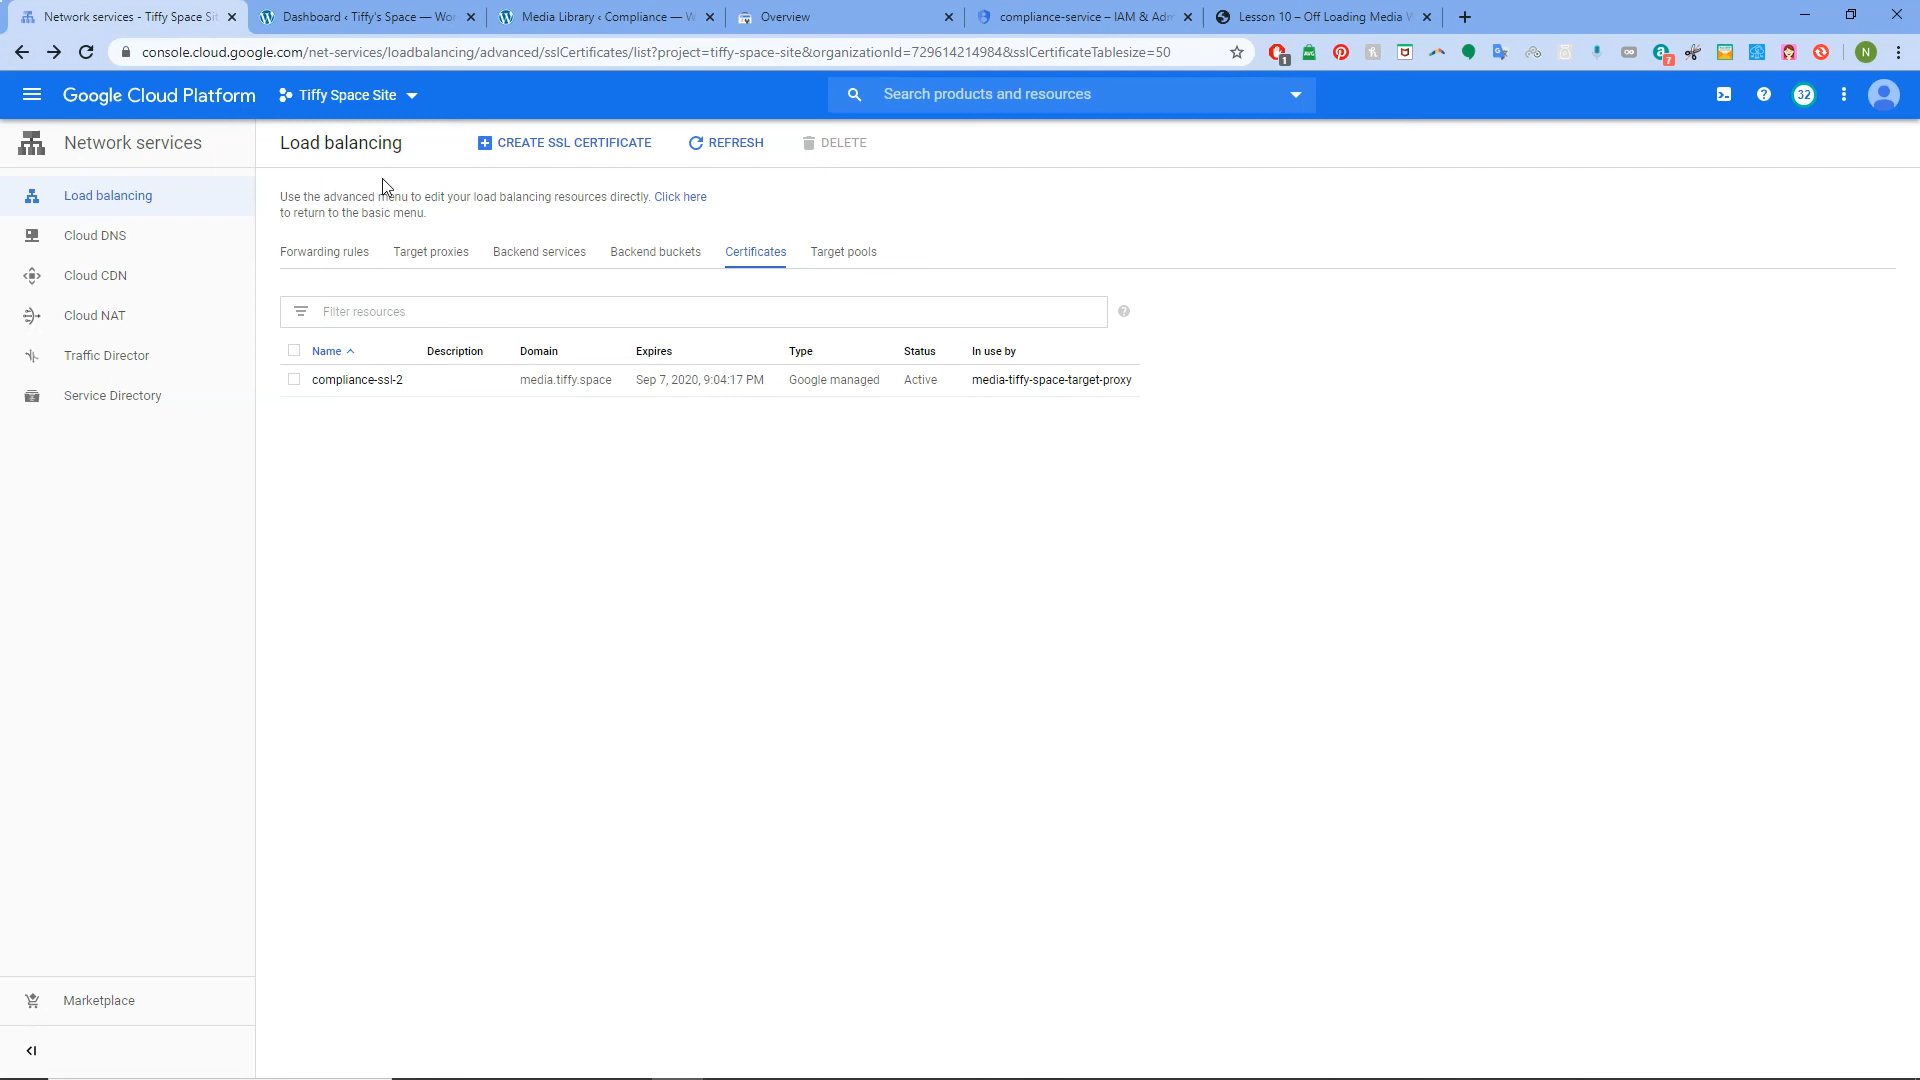 Network services - Tiffy Space Sit
Dashboard ‹ Tiffy's Space — Wor
Media Library ‹ Compliance — W
Overview
compliance-service – IAM & Adm
Lesson 10 – Off Loading Media W
console.cloud.google.com/net-services/loadbalancing/advanced/sslCertificates/list?project=tiffy-space-site&organizationId=729614214984&sslCertificateTablesize=50
1
7
N
Google Cloud Platform
Tiffy Space Site
Search products and resources
32
Network services
Load balancing
CREATE SSL CERTIFICATE
REFRESH
DELETE
Load balancing
Cloud DNS
Cloud CDN
Cloud NAT
Traffic Director
Service Directory
Use the advanced menu to edit your load balancing resources directly. Click here
to return to the basic menu.
Forwarding rules Target proxies Backend services Backend buckets Certificates Target pools
Filter resources
Name Description Domain Expires Type Status In use by
compliance-ssl-2 media.tiffy.space Sep 7, 2020, 9:04:17 PM Google managed Active media-tiffy-space-target-proxy
Marketplace